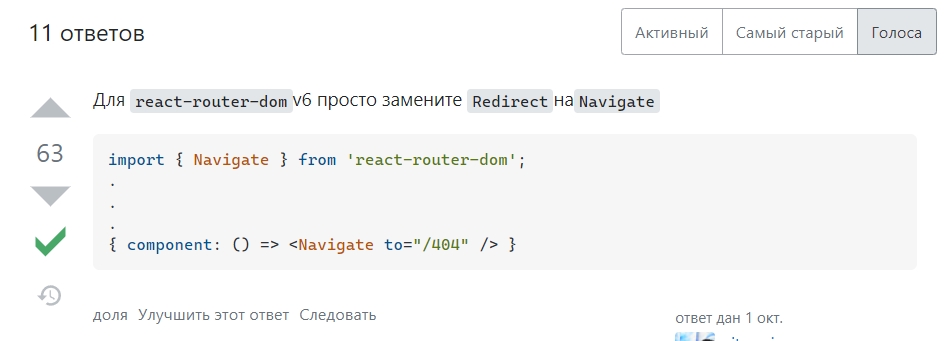 11 ответов
Активный Самый старый Голоса
Для react-router-dom v6 просто замените Redirect на Navigate
63
import { Navigate } from 'react-router-dom';
.
.
.
{ component: () => <Navigate to="/404" /> }
доля Улучшить этот ответ Следовать
ответ дан 1 окт.